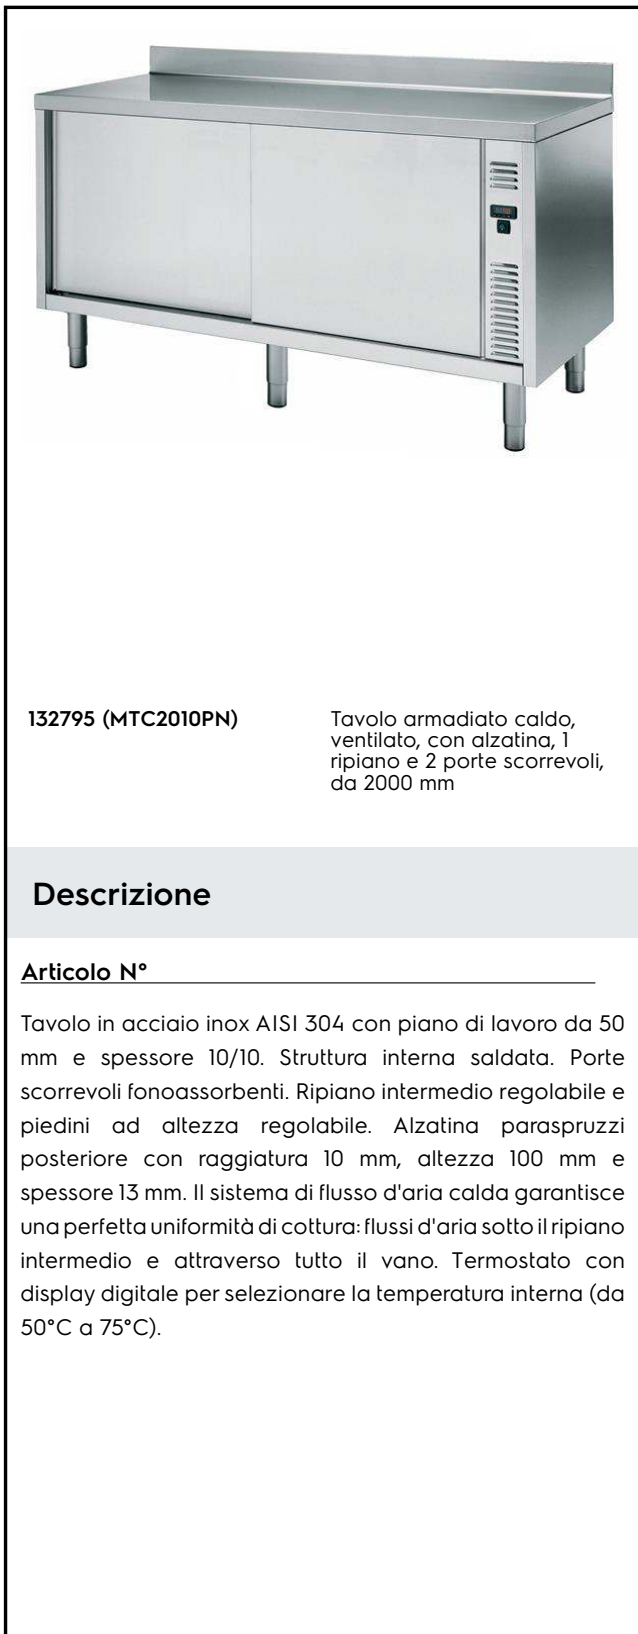 132795 (MTC2010PN)
Tavolo armadiato caldo,
ventilato, con alzatina, 1
ripiano e 2 porte scorrevoli,
da 2000 mm
Descrizione
Articolo N°
Tavolo in acciaio inox AISI 304 con piano di lavoro da 50
mm e spessore 10/10. Struttura interna saldata. Porte
scorrevoli fonoassorbenti. Ripiano intermedio regolabile e
piedini ad altezza regolabile. Alzatina paraspruzzi
posteriore con raggiatura 10 mm, altezza 100 mm e
spessore 13 mm. Il sistema di flusso d'aria calda garantisce
una perfetta uniformità di cottura: flussi d'aria sotto il ripiano
intermedio e attraverso tutto il vano. Termostato con
display digitale per selezionare la temperatura interna (da
50°C a 75°C).